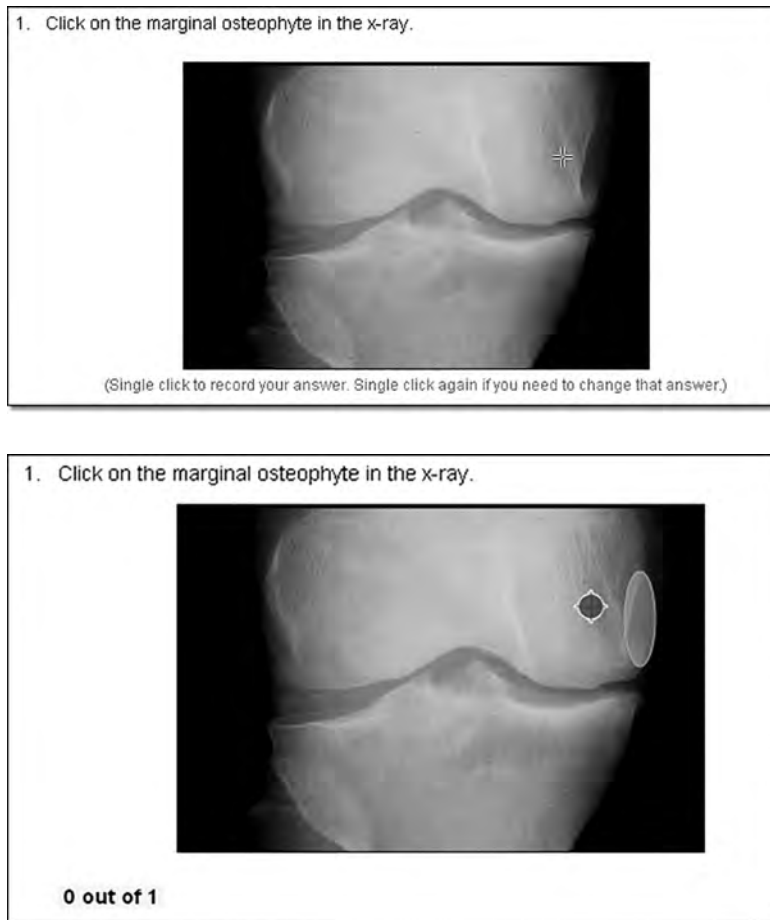 1. Click on the marginal osteophyte in the x-ray.
(Single click to record your answer. Single click again if you need to change that answer.)
1. Click on the marginal osteophyte in the x-ray.
0 out of 1